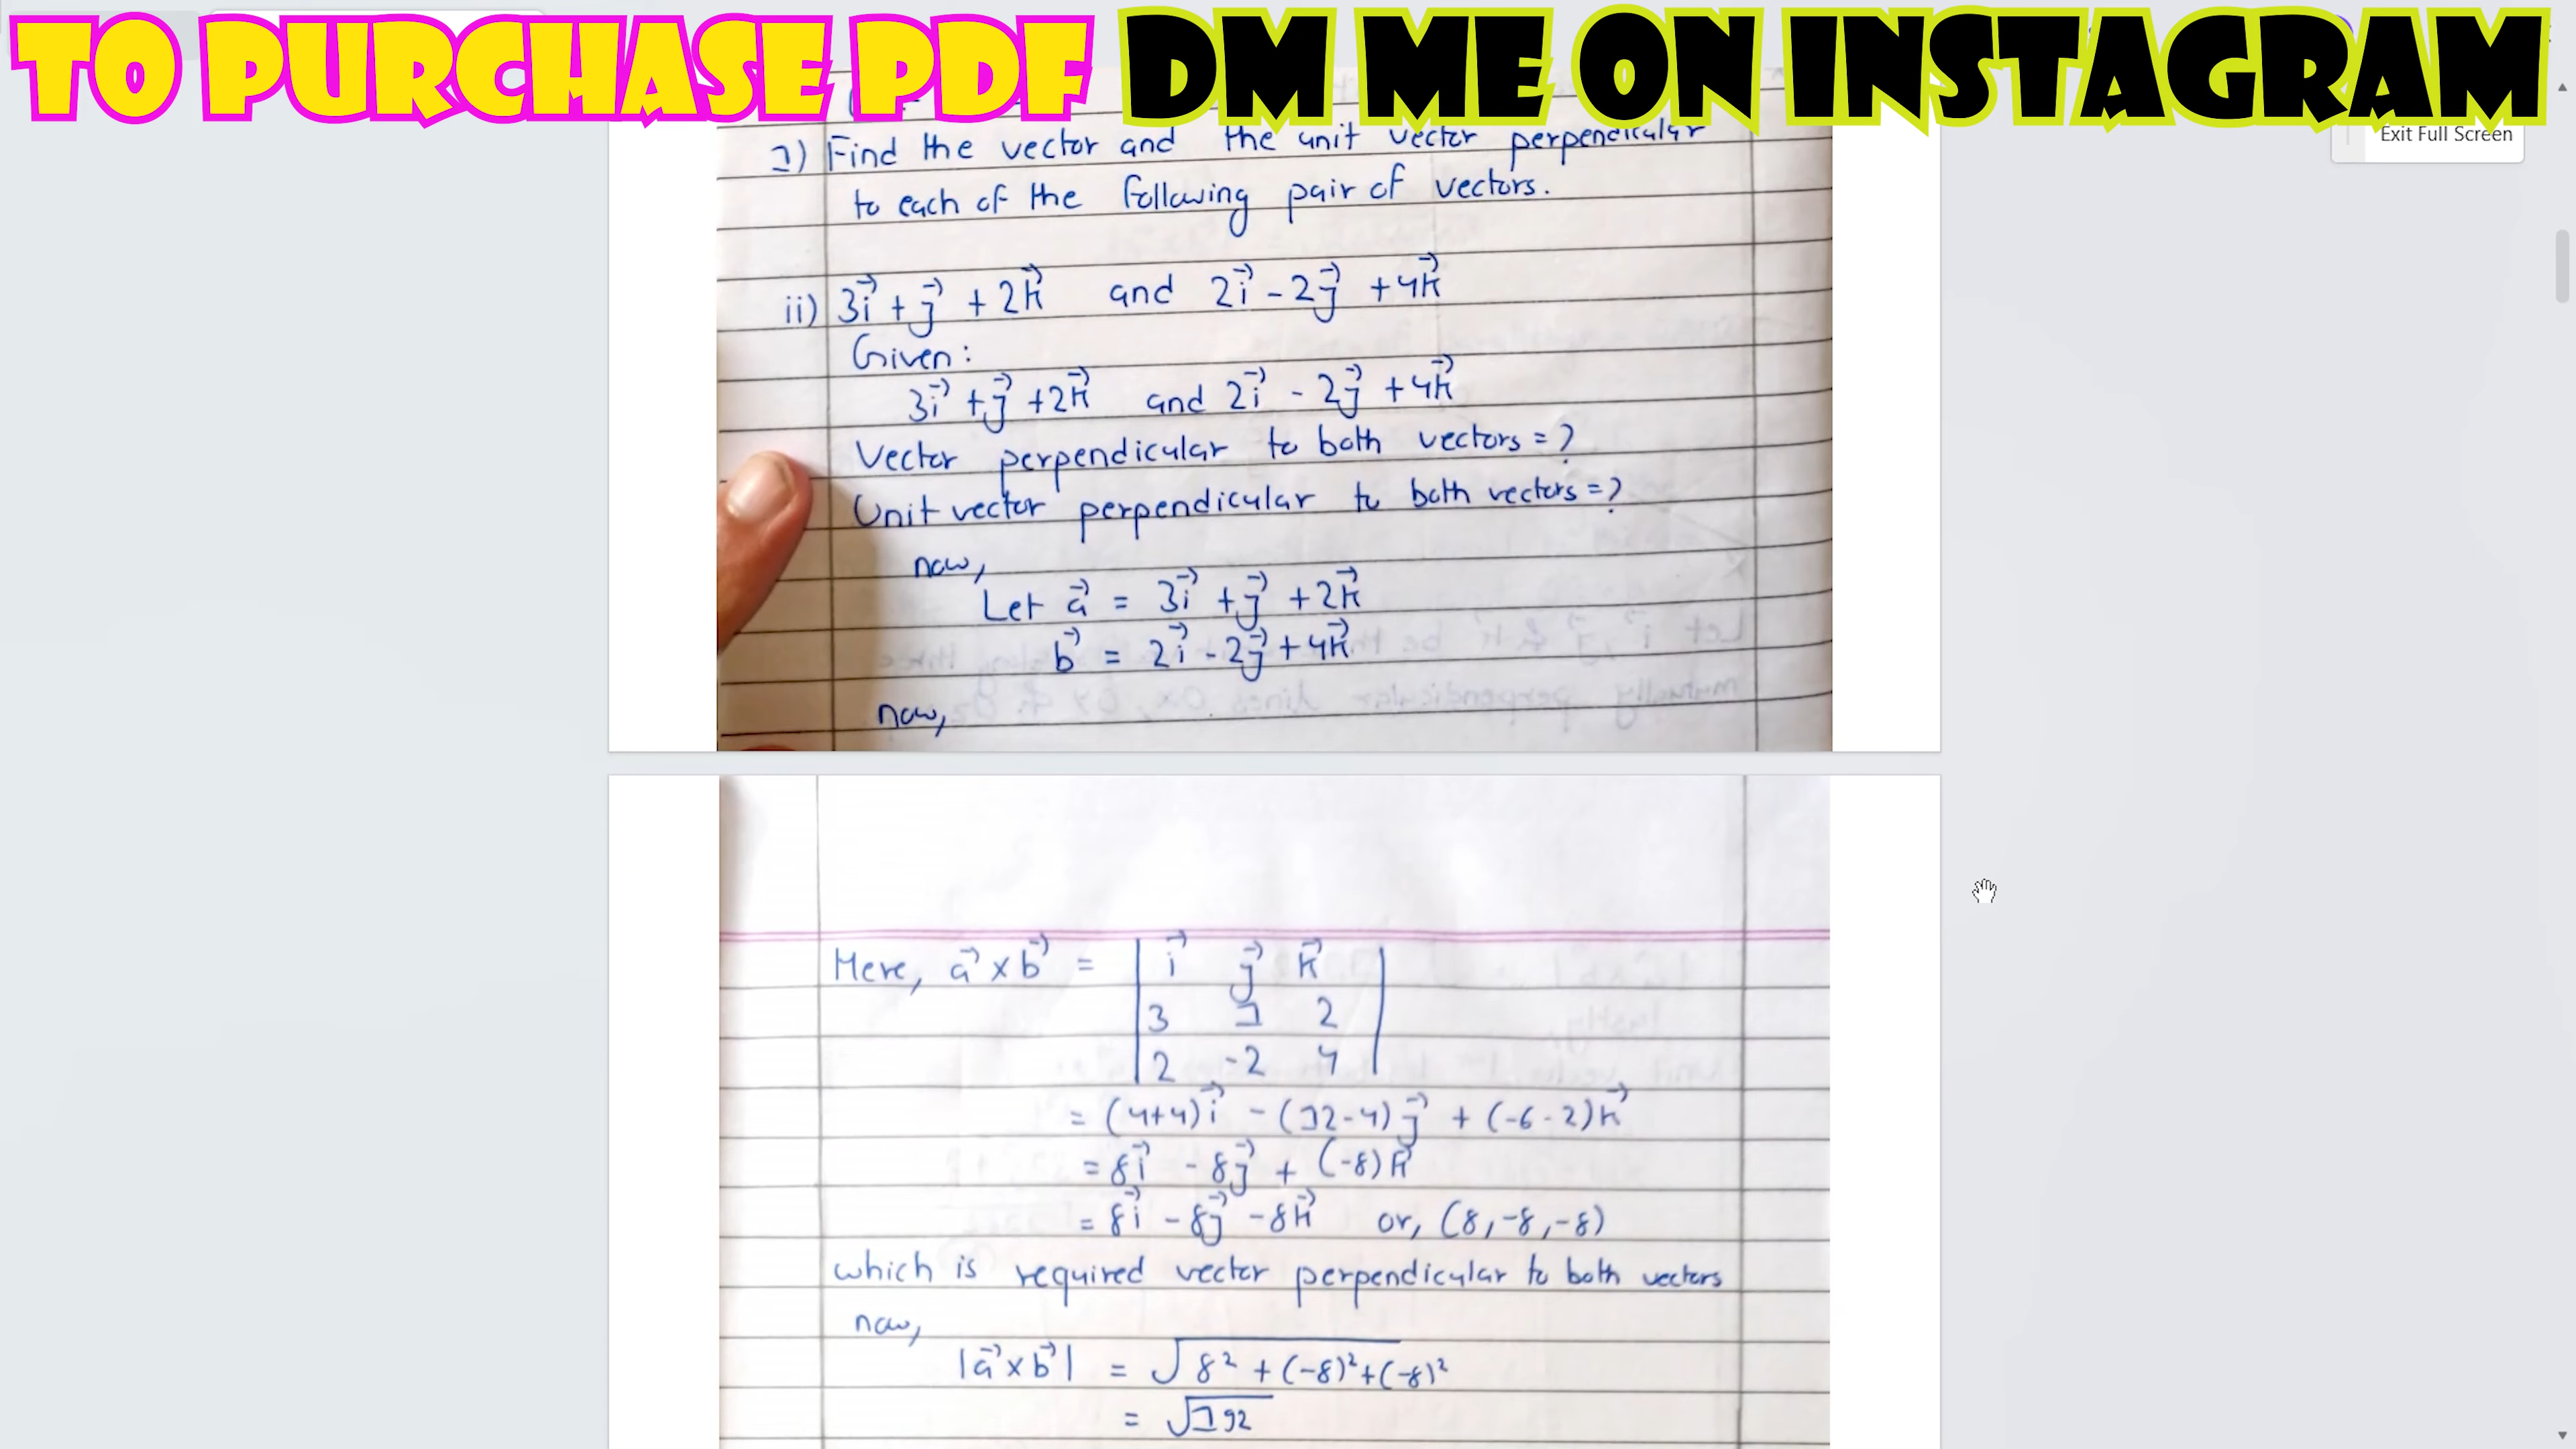 TO PURCHASE PDF DM ME ON INSTAGRAM
Exit Full Screen
1) Find the vector and the unit vector perpendicular
to each of the following pair of vectors.
ii) 3i⃗ + j⃗ + 2k⃗ and 2i⃗ - 2j⃗ + 4k⃗
Given:
3i⃗ + j⃗ + 2k⃗ and 2i⃗ - 2j⃗ + 4k⃗
Vector perpendicular to both vectors = ?
Unit vector perpendicular to both vectors = ?
now,
Let a⃗ = 3i⃗ + j⃗ + 2k⃗
b⃗ = 2i⃗ - 2j⃗ + 4k⃗
now,
Here, a⃗ x b⃗ = | i⃗ j⃗ k⃗ |
3 1 2
2 -2 4
= (4+4)i⃗ - (12-4)j⃗ + (-6-2)k⃗
= 8i⃗ - 8j⃗ + (-8)k⃗
= 8i⃗ - 8j⃗ - 8k⃗ or, (8,-8,-8)
which is required vector perpendicular to both vectors
now,
|a⃗ x b⃗| = √8² + (-8)² + (-8)²
= √192